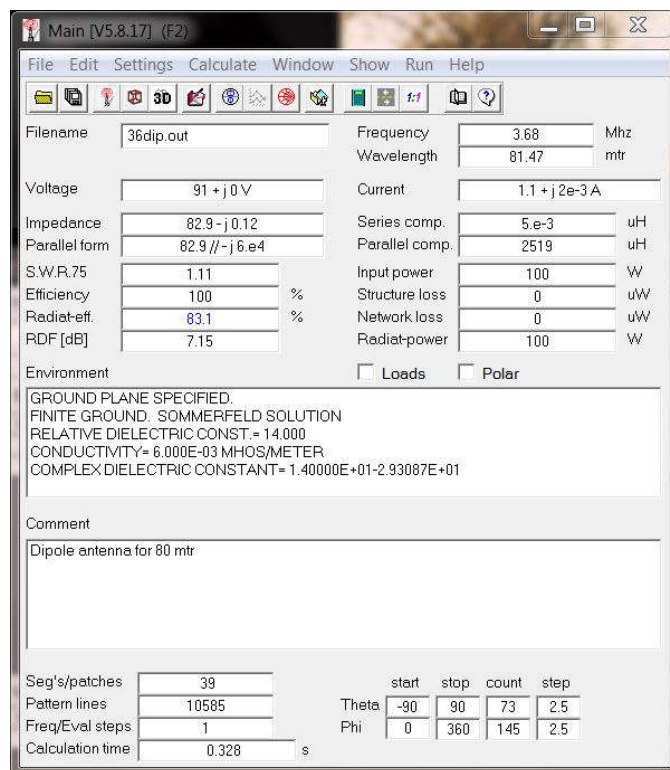 Main [V5.8.17] (F2)
File Edit Settings Calculate Window Show Run Help
3D 1:1
Filename 36dip.out Frequency 3.68 Mhz
Wavelength 81.47 mtr
Voltage 91 + j 0 V Current 1.1 + j 2e-3 A
Impedance 82.9 - j 0.12 Series comp. 5.e-3 uH
Parallel form 82.9 // - j 6.e4 Parallel comp. 2519 uH
S.W.R.75 1.11 Input power 100 W
Efficiency 100 % Structure loss 0 uW
Radiat-eff. 83.1 % Network loss 0 uW
RDF [dB] 7.15 Radiat-power 100 W
Environment Loads Polar
GROUND PLANE SPECIFIED.
FINITE GROUND. SOMMERFELD SOLUTION
RELATIVE DIELECTRIC CONST.= 14.000
CONDUCTIVITY= 6.000E-03 MHOS/METER
COMPLEX DIELECTRIC CONSTANT= 1.40000E+01-2.93087E+01
Comment
Dipole antenna for 80 mtr
Seg's/patches 39 start stop count step
Pattern lines 10585 Theta -90 90 73 2.5
Freq/Eval steps 1 Phi 0 360 145 2.5
Calculation time 0.328 s